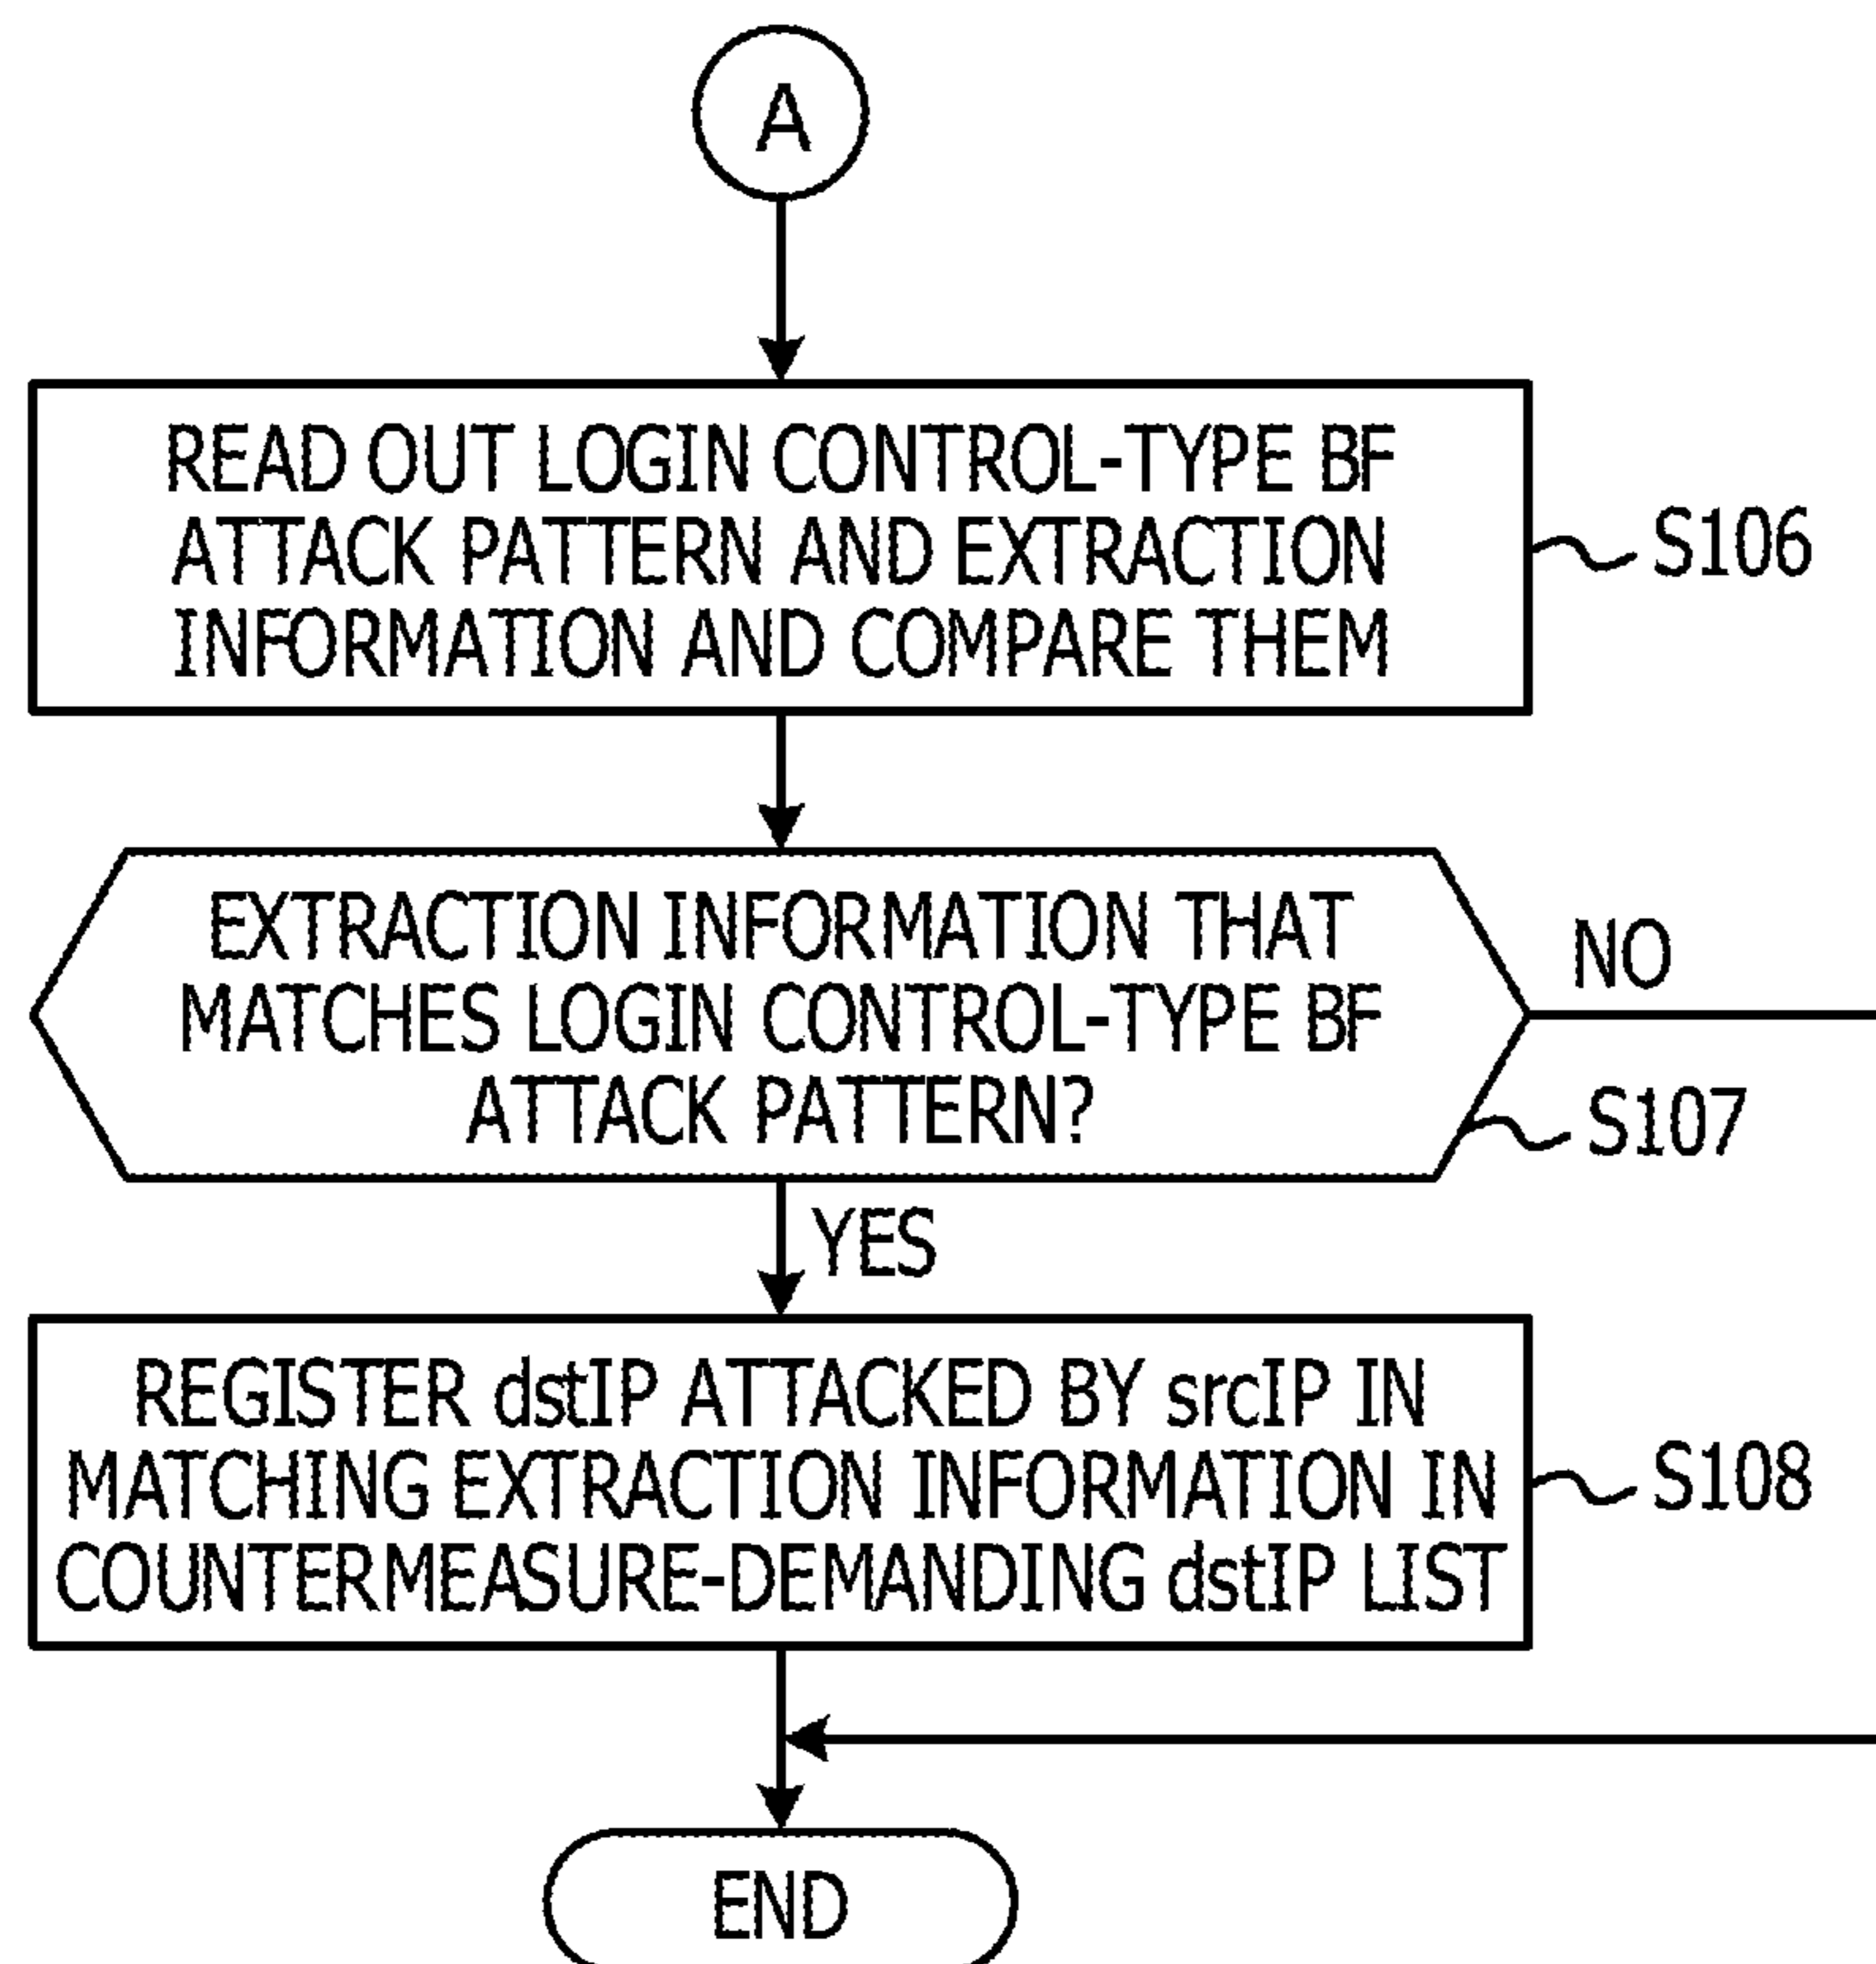 A
READ OUT LOGIN CONTROL-TYPE BF
ATTACK PATTERN AND EXTRACTION
INFORMATION AND COMPARE THEM
S106
EXTRACTION INFORMATION THAT
MATCHES LOGIN CONTROL-TYPE BF
ATTACK PATTERN?
NO
S107
YES
REGISTER dstIP ATTACKED BY srcIP IN
MATCHING EXTRACTION INFORMATION IN
COUNTERMEASURE-DEMANDING dstIP LIST
S108
END